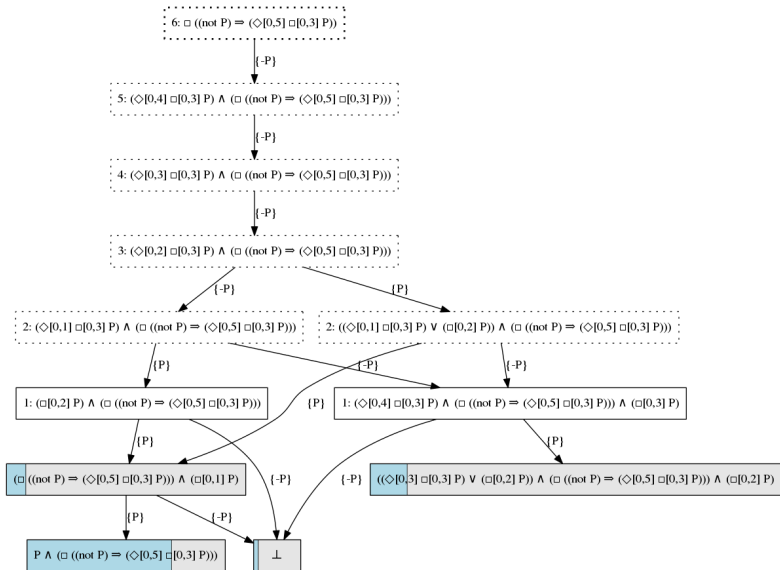 6: □ ((not P) ⇒ (◇[0,5] □[0,3] P))
{-P}
5: (◇[0,4] □[0,3] P) ∧ (□ ((not P) ⇒ (◇[0,5] □[0,3] P)))
{-P}
4: (◇[0,3] □[0,3] P) ∧ (□ ((not P) ⇒ (◇[0,5] □[0,3] P)))
{-P}
3: (◇[0,2] □[0,3] P) ∧ (□ ((not P) ⇒ (◇[0,5] □[0,3] P)))
{-P} {P}
2: (◇[0,1] □[0,3] P) ∧ (□ ((not P) ⇒ (◇[0,5] □[0,3] P))) 2: ((◇[0,1] □[0,3] P) ∨ (□[0,2] P)) ∧ (□ ((not P) ⇒ (◇[0,5] □[0,3] P)))
{P} {-P} {-P}
1: (□[0,2] P) ∧ (□ ((not P) ⇒ (◇[0,5] □[0,3] P))) {P} 1: (◇[0,4] □[0,3] P) ∧ (□ ((not P) ⇒ (◇[0,5] □[0,3] P))) ∧ (□[0,3] P)
{P} {P}
(□ ((not P) ⇒ (◇[0,5] □[0,3] P))) ∧ (□[0,1] P) {-P} {-P} ((◇[0,3] □[0,3] P) ∨ (□[0,2] P)) ∧ (□ ((not P) ⇒ (◇[0,5] □[0,3] P))) ∧ (□[0,2] P)
{P} {-P}
P ∧ (□ ((not P) ⇒ (◇[0,5] □[0,3] P))) ⊥